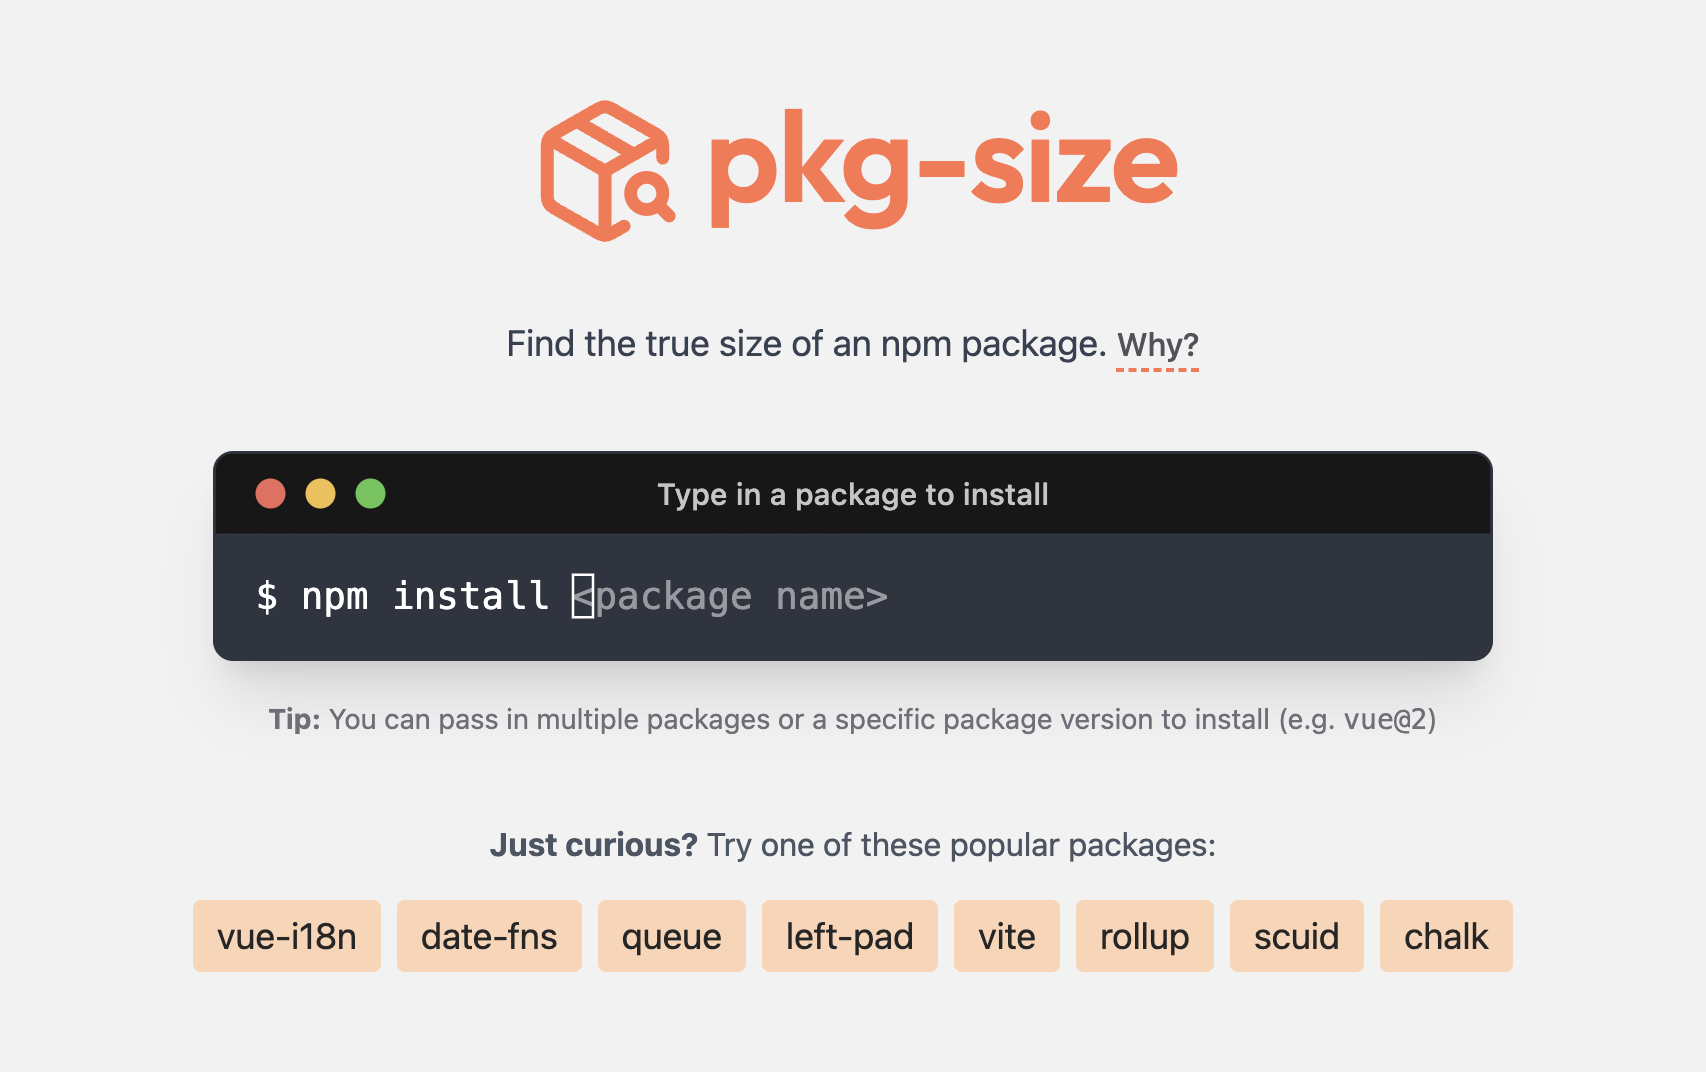 pkg-size
Find the true size of an npm package. Why?
Type in a package to install
$ npm install <package name>
Tip: You can pass in multiple packages or a specific package version to install (e.g. vue@2)
Just curious? Try one of these popular packages:
vue-i18n date-fns queue left-pad vite rollup scuid chalk